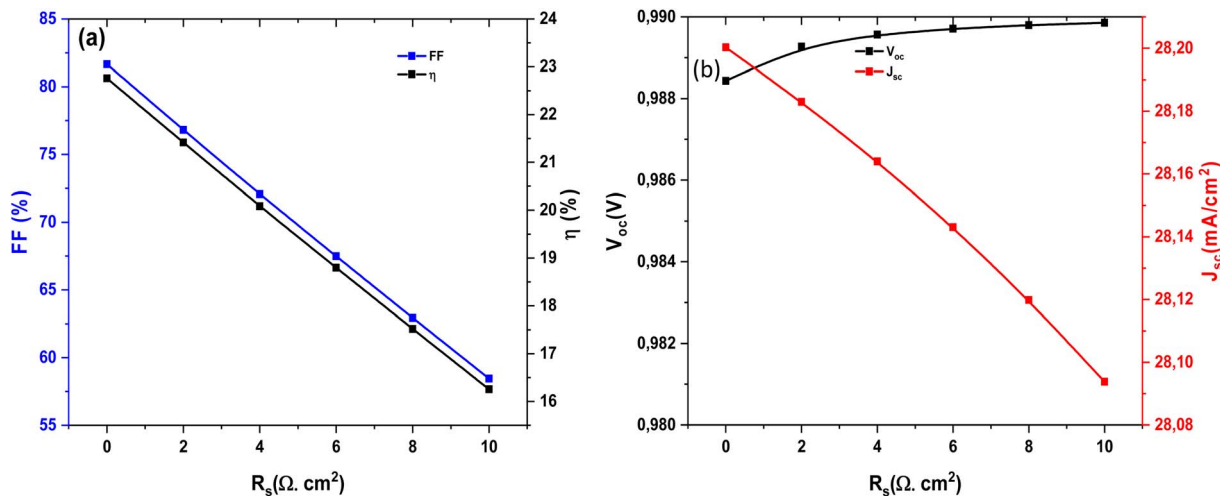 (a)
FF
η
85
80
75
70
65
60
55
FF (%)
24
23
22
21
20
19
18
17
16
η (%)
0 2 4 6 8 10
Rₛ(Ω. cm²)
(b)
Vₒc
Jₛc
0,990
0,988
0,986
0,984
0,982
0,980
Vₒc(V)
28,20
28,18
28,16
28,14
28,12
28,10
28,08
Jₛc(mA/cm²)
0 2 4 6 8 10
Rₛ(Ω. cm²)